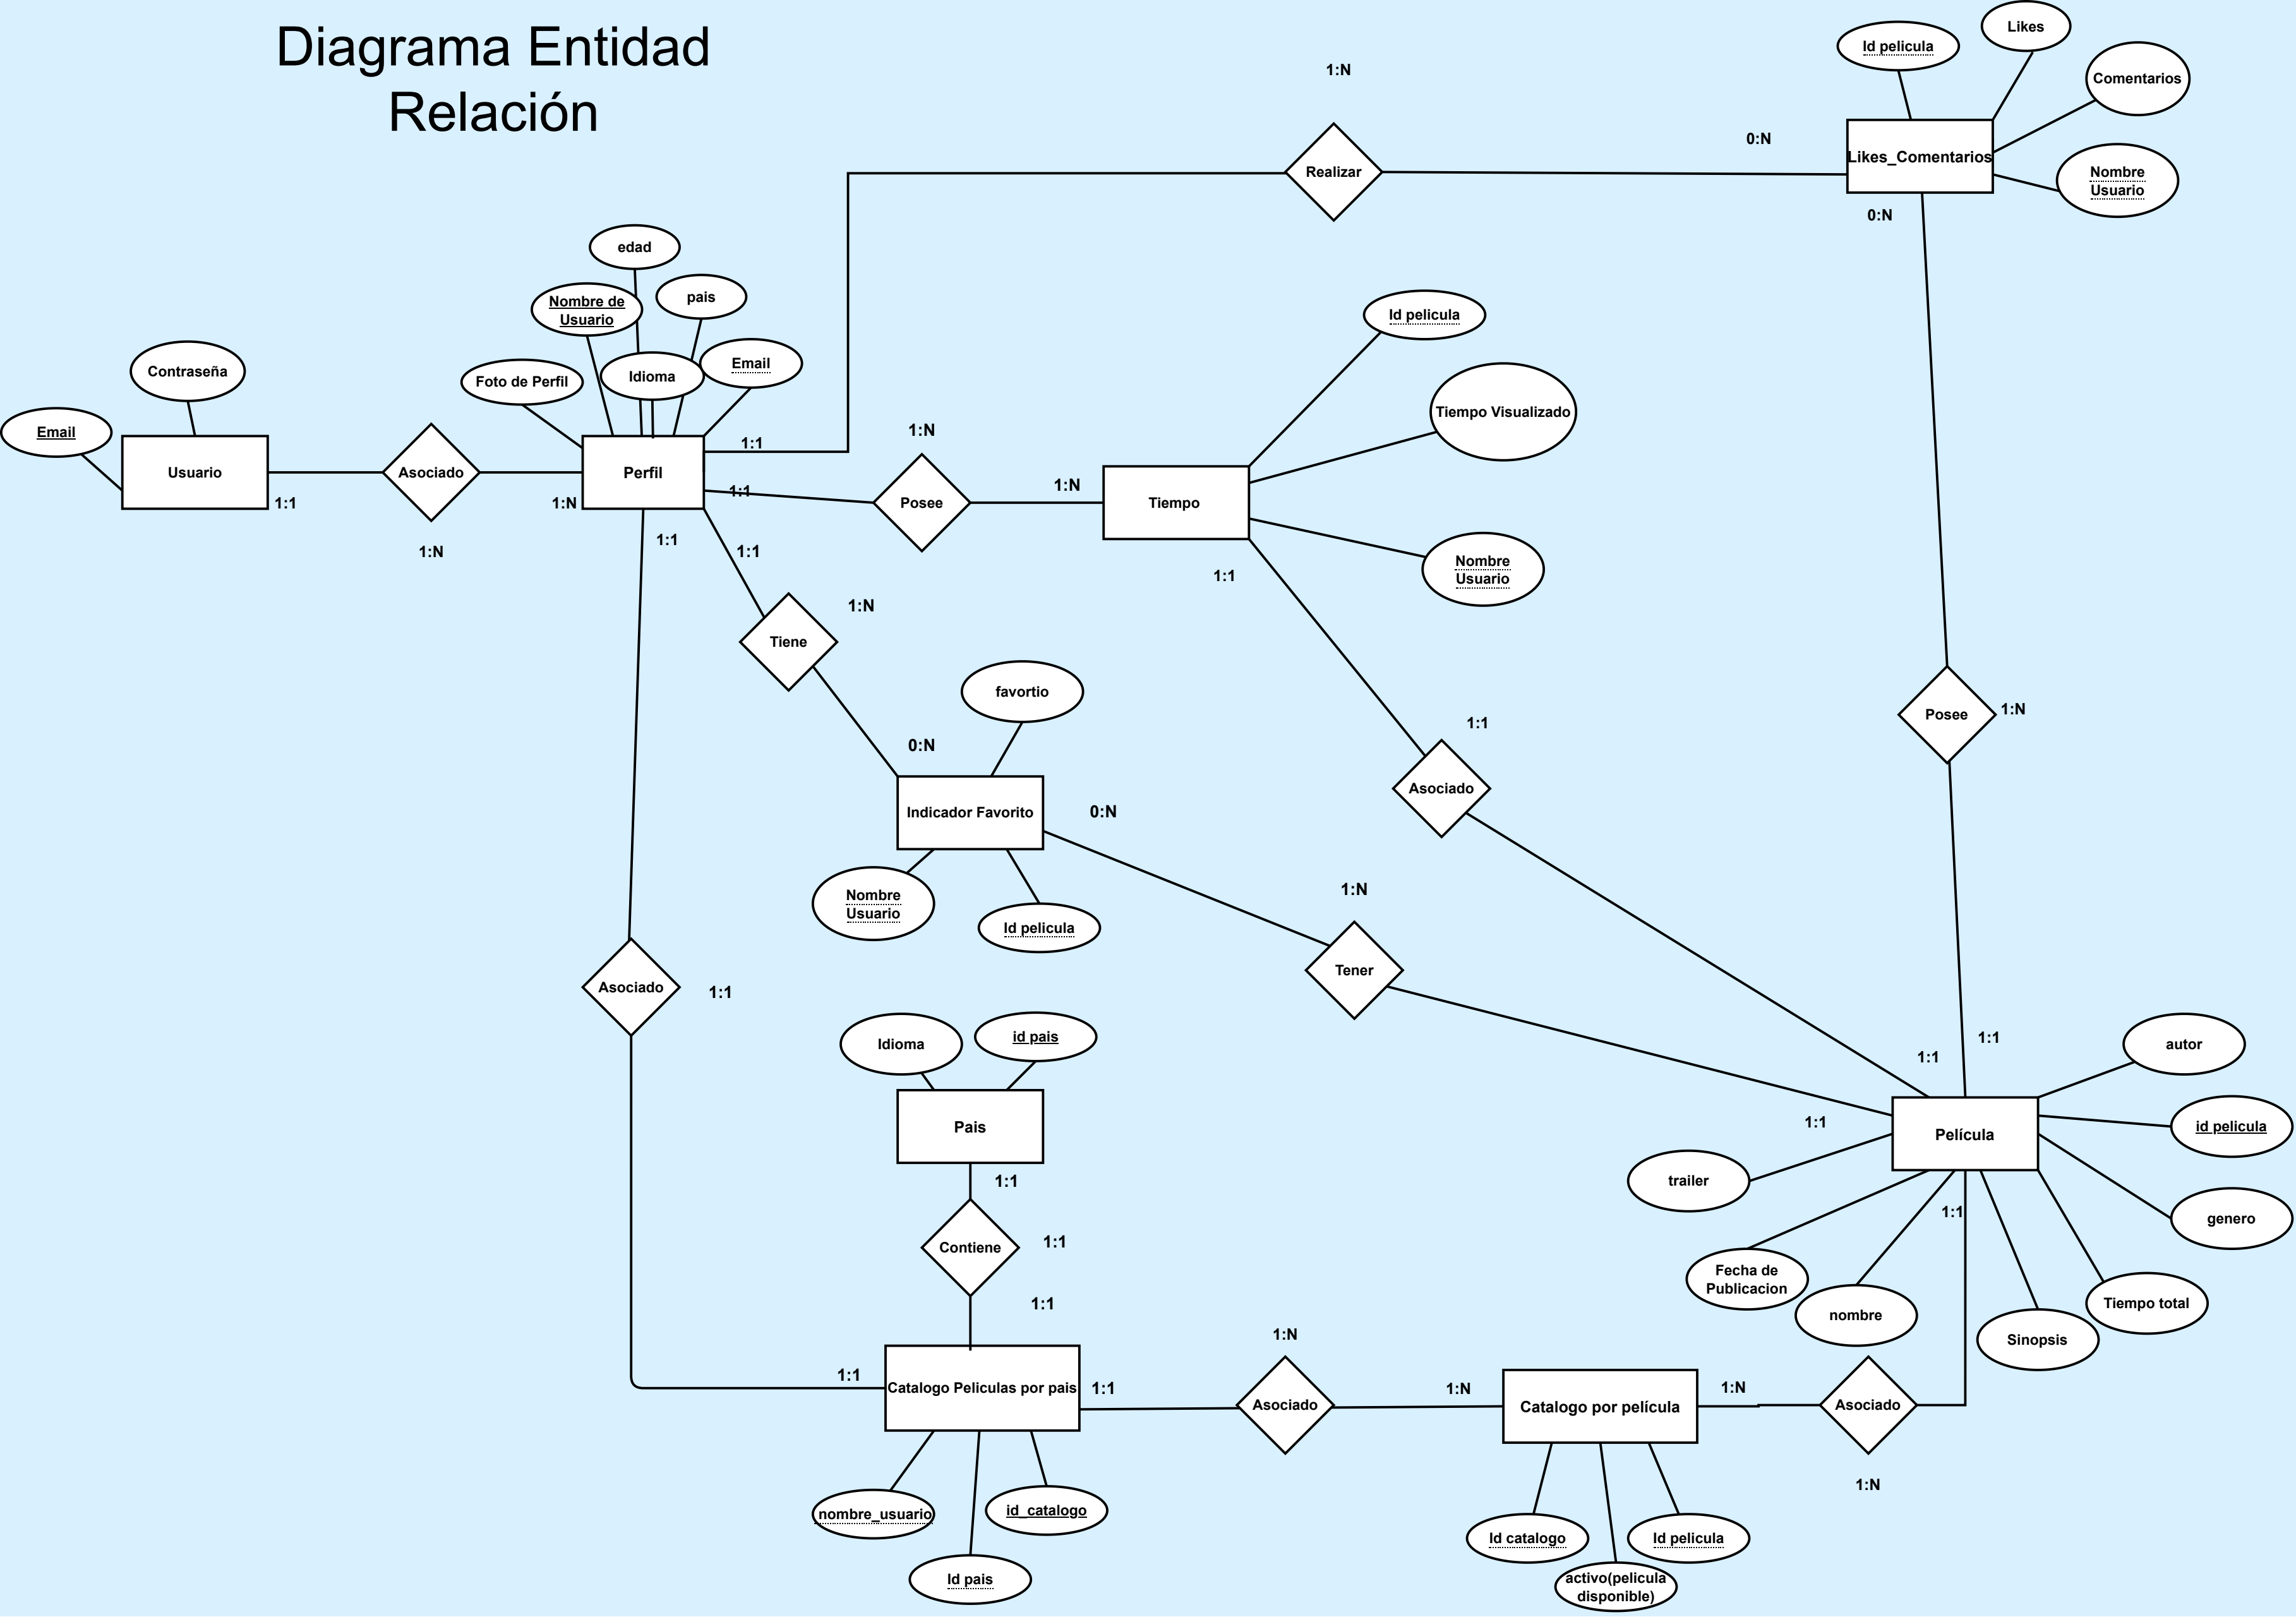 Diagrama Entidad
Relación
1:N
Id pelicula
Likes
Comentarios
0:N
Likes_Comentarios
Realizar
Nombre
Usuario
0:N
edad
Nombre de
Usuario
pais
Id pelicula
Contraseña
Foto de Perfil
Idioma
Email
Tiempo Visualizado
Email
1:N
1:1
Usuario
Asociado
Perfil
1:1
Posee
1:N
Tiempo
1:1
1:N
1:N
1:1
1:1
Nombre
Usuario
1:1
1:N
Tiene
favortio
0:N
1:1
Posee
1:N
Asociado
Indicador Favorito
0:N
Nombre
Usuario
Id pelicula
1:N
Tener
Asociado
1:1
Idioma
id pais
1:1
1:1
autor
Pais
1:1
Película
id pelicula
1:1
trailer
1:1
genero
Contiene
1:1
Fecha de
Publicacion
nombre
Sinopsis
Tiempo total
1:1
1:N
1:1
Catalogo Peliculas por pais
1:1
Asociado
1:N
Catalogo por película
1:N
Asociado
1:N
nombre_usuario
id_catalogo
Id pais
Id catalogo
Id pelicula
activo(pelicula
disponible)